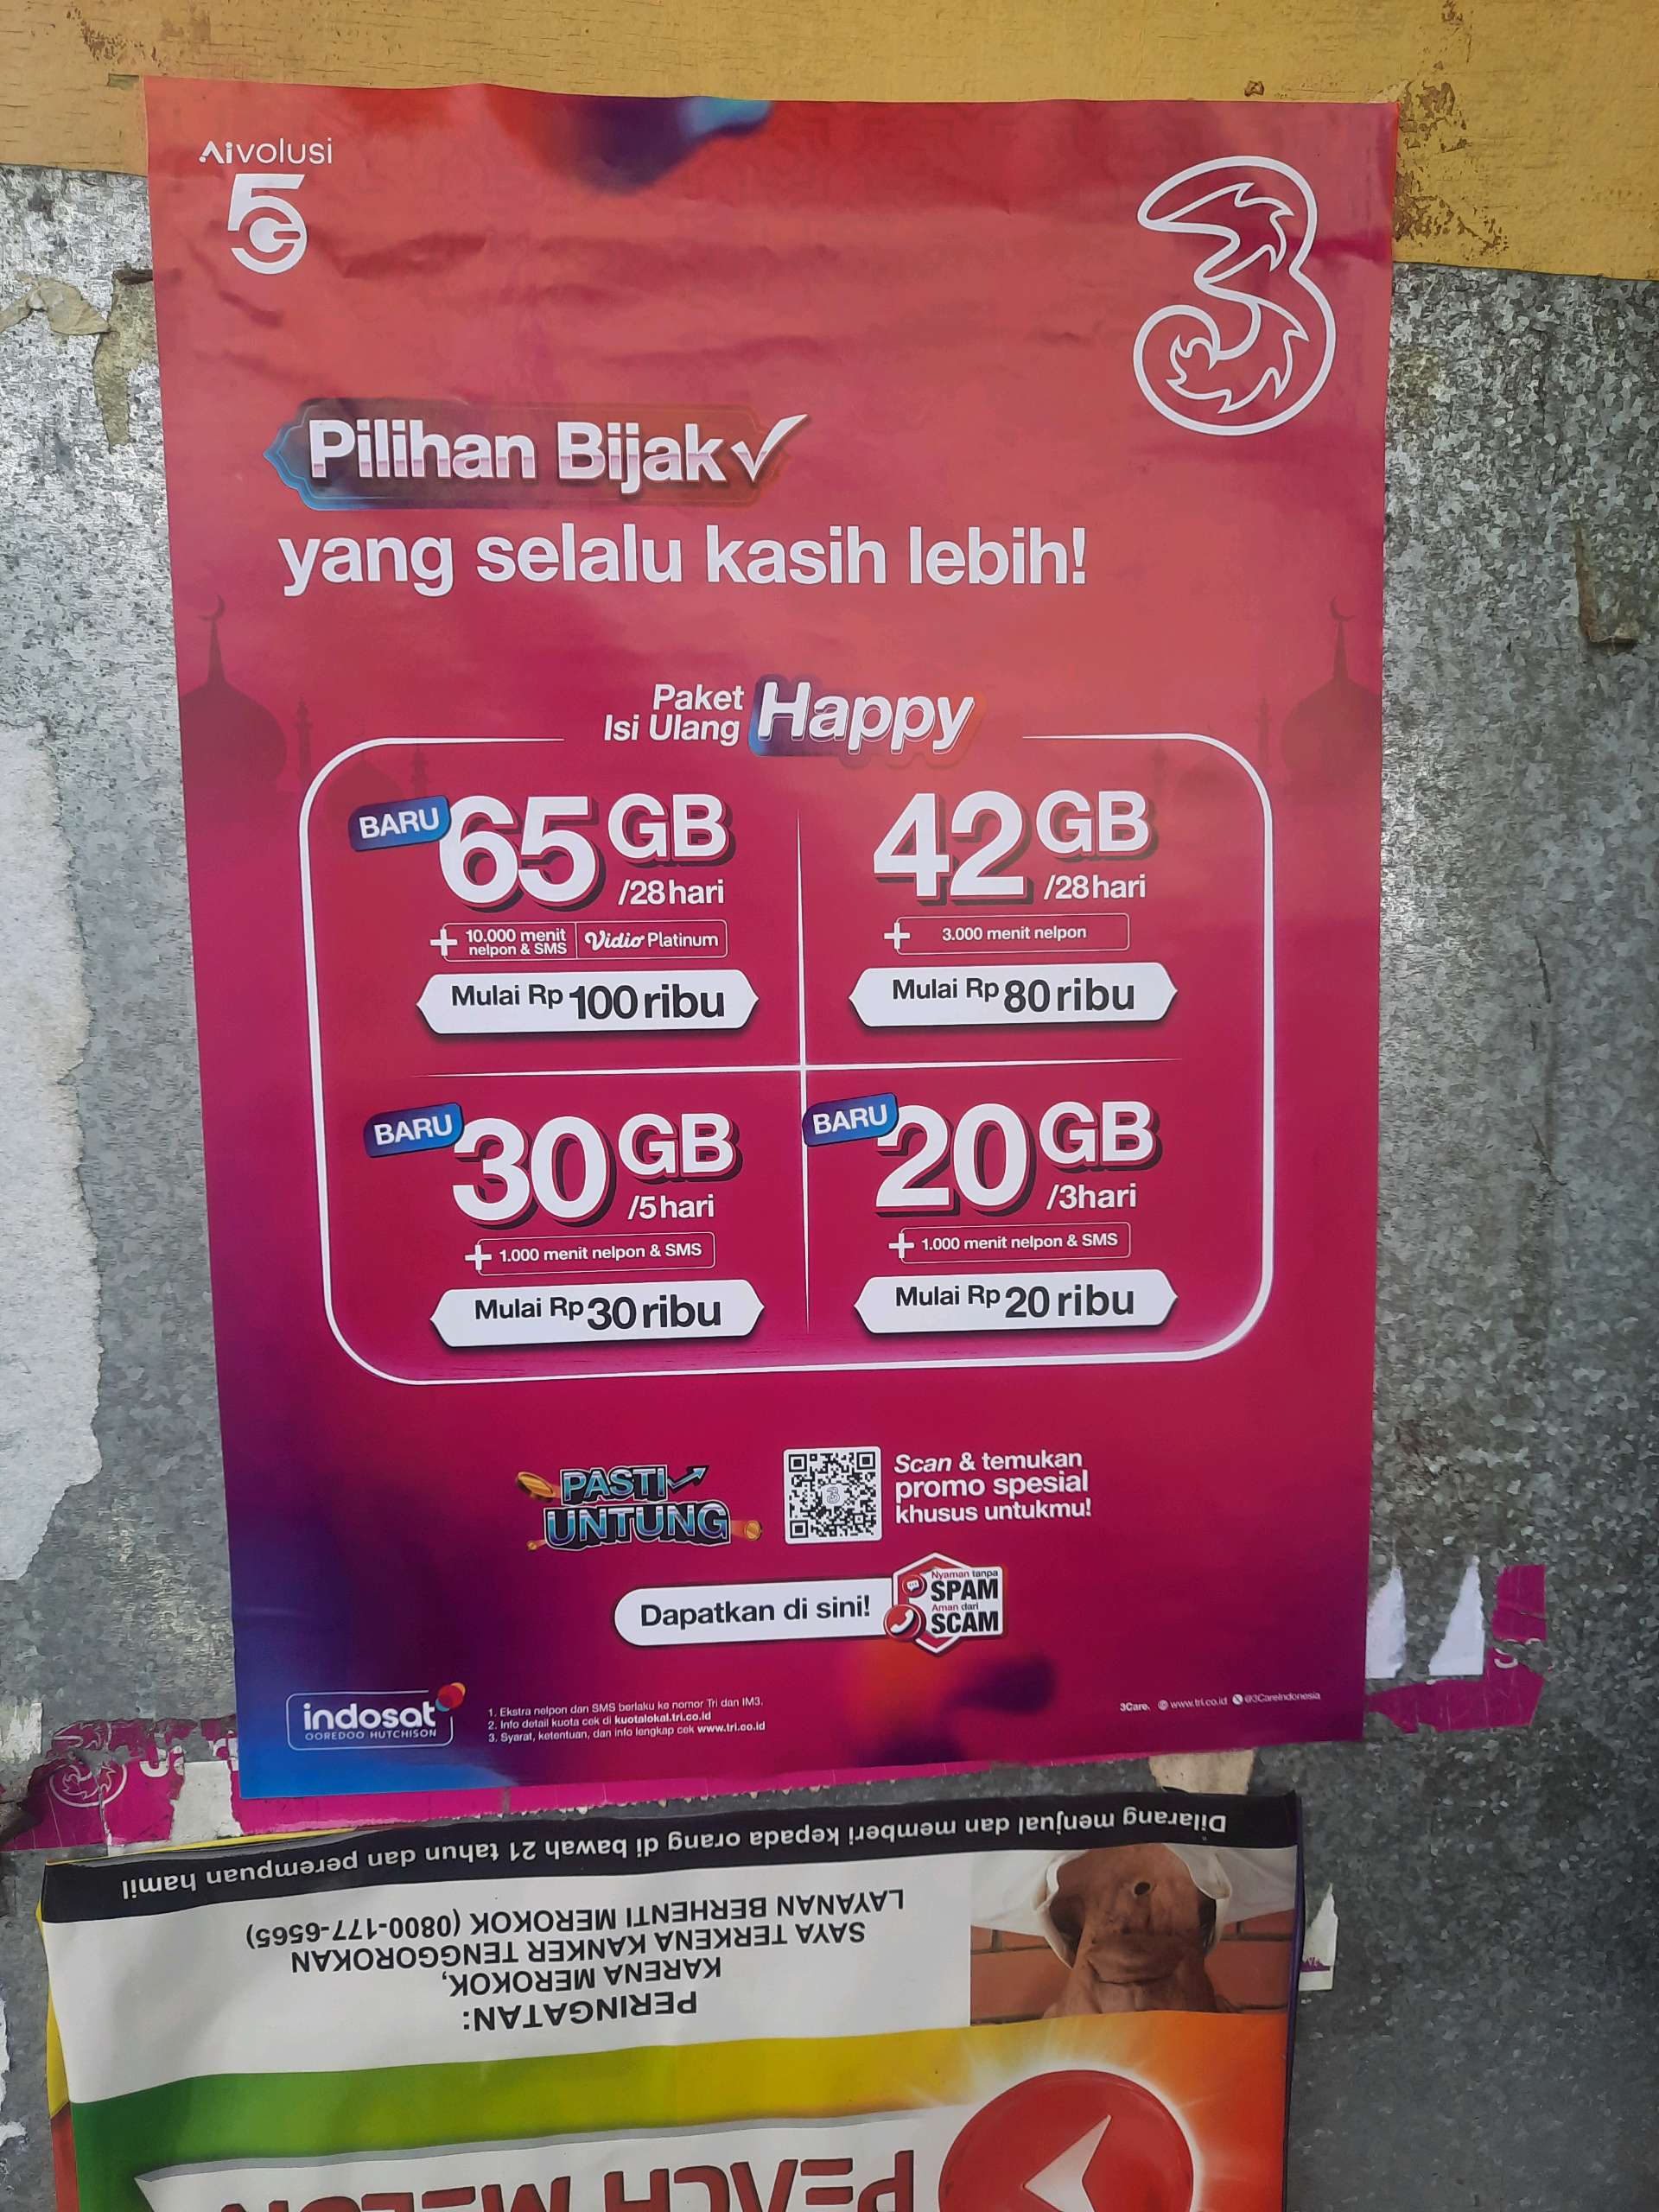 Aivolusi
5G
3
Pilihan Bijak
yang selalu kasih lebih!
Paket
Isi Ulang
Happy
BARU
65 GB
/28 hari
+ 10.000 menit
nelpon & SMS
Vidio Platinum
Mulai Rp 100 ribu
42 GB
/28 hari
+ 3.000 menit nelpon
Mulai Rp 80 ribu
BARU
30 GB
/5 hari
+ 1.000 menit nelpon & SMS
Mulai Rp 30 ribu
BARU
20 GB
/3hari
+ 1.000 menit nelpon & SMS
Mulai Rp 20 ribu
PASTI
UNTUNG
Scan & temukan
promo spesial
khusus untukmu!
Dapatkan di sini!
Nyaman tanpa
SPAM
Aman dari
SCAM
indosat
OOREDOO HUTCHISON
1. Ekstra nelpon dan SMS berlaku ke nomor Tri dan IM3.
2. Info detail kuota cek di kuotalokal.tri.co.id
3. Syarat, ketentuan, dan info lengkap cek www.tri.co.id
3Care. www.tri.co.id @3CareIndonesia
Dilarang menjual dan memberi kepada orang di bawah 21 tahun dan perempuan hamil
LAYANAN BERHENTI MEROKOK (0800-177-6565)
SAYA TERKENA KANKER TENGGOROKAN
KARENA MEROKOK,
PERINGATAN: